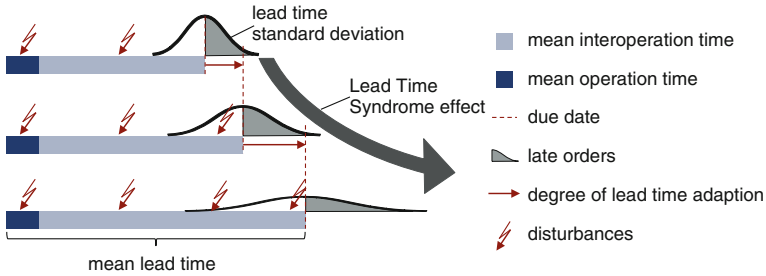 lead time
standard deviation
Lead Time
Syndrome effect
mean lead time
mean interoperation time
mean operation time
due date
late orders
degree of lead time adaption
disturbances